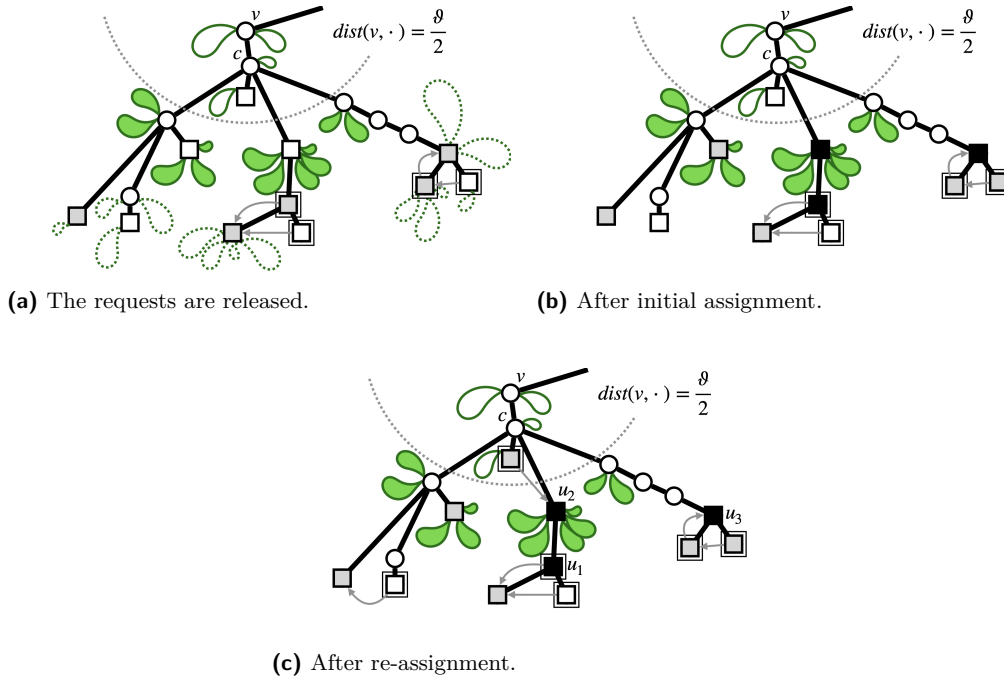 v
dist(v, · ) = ϑ/2
c
v
dist(v, · ) = ϑ/2
c
(a) The requests are released.
(b) After initial assignment.
v
dist(v, · ) = ϑ/2
c
u₂
u₃
u₁
(c) After re-assignment.